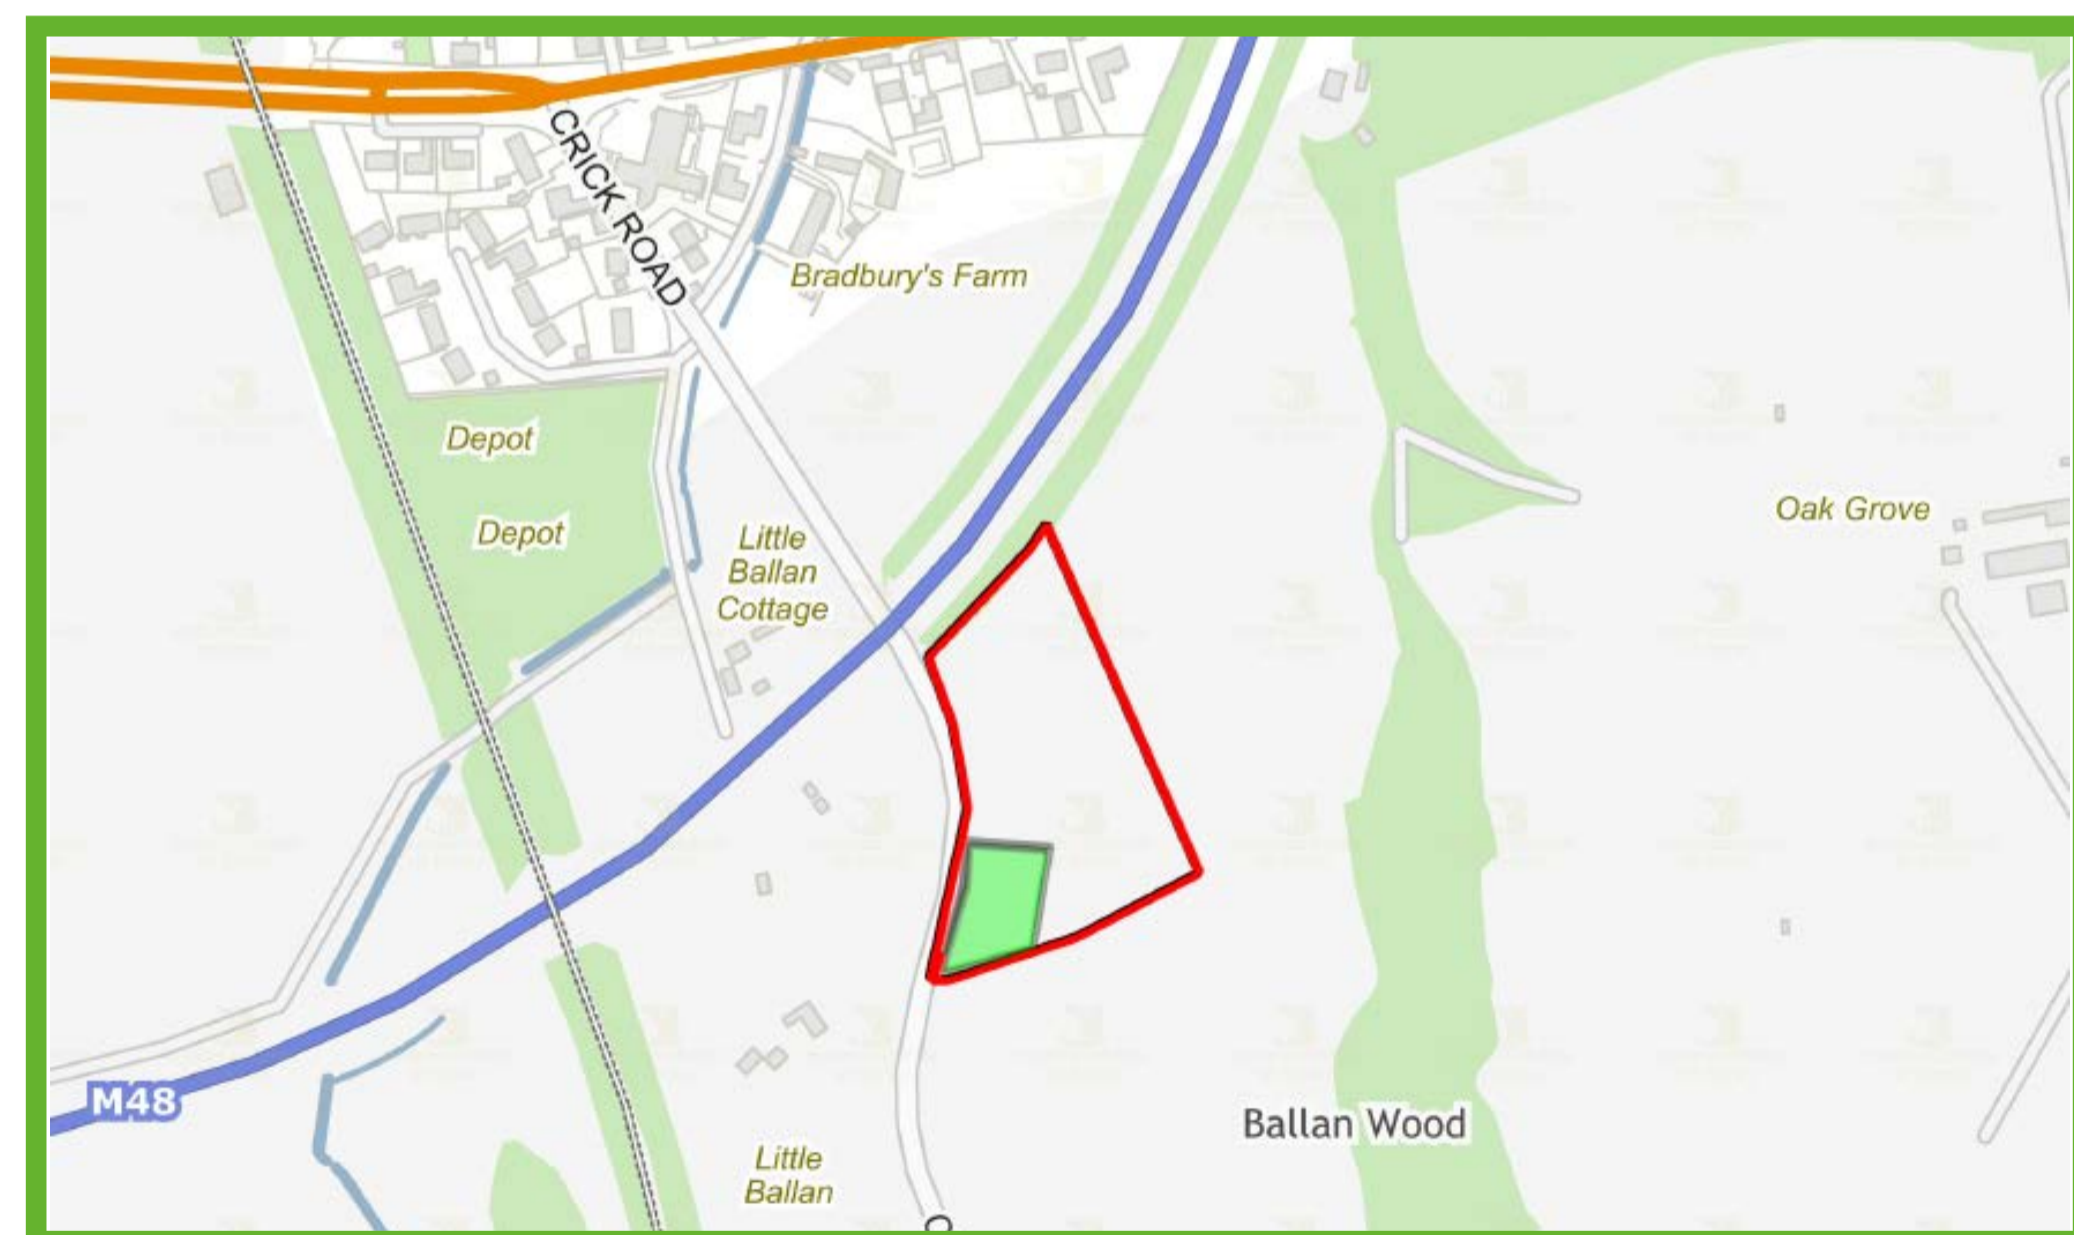 CRICK ROAD
Bradbury's Farm
Depot
Depot
Little
Ballan
Cottage
Oak Grove
M48
Ballan Wood
Little
Ballan